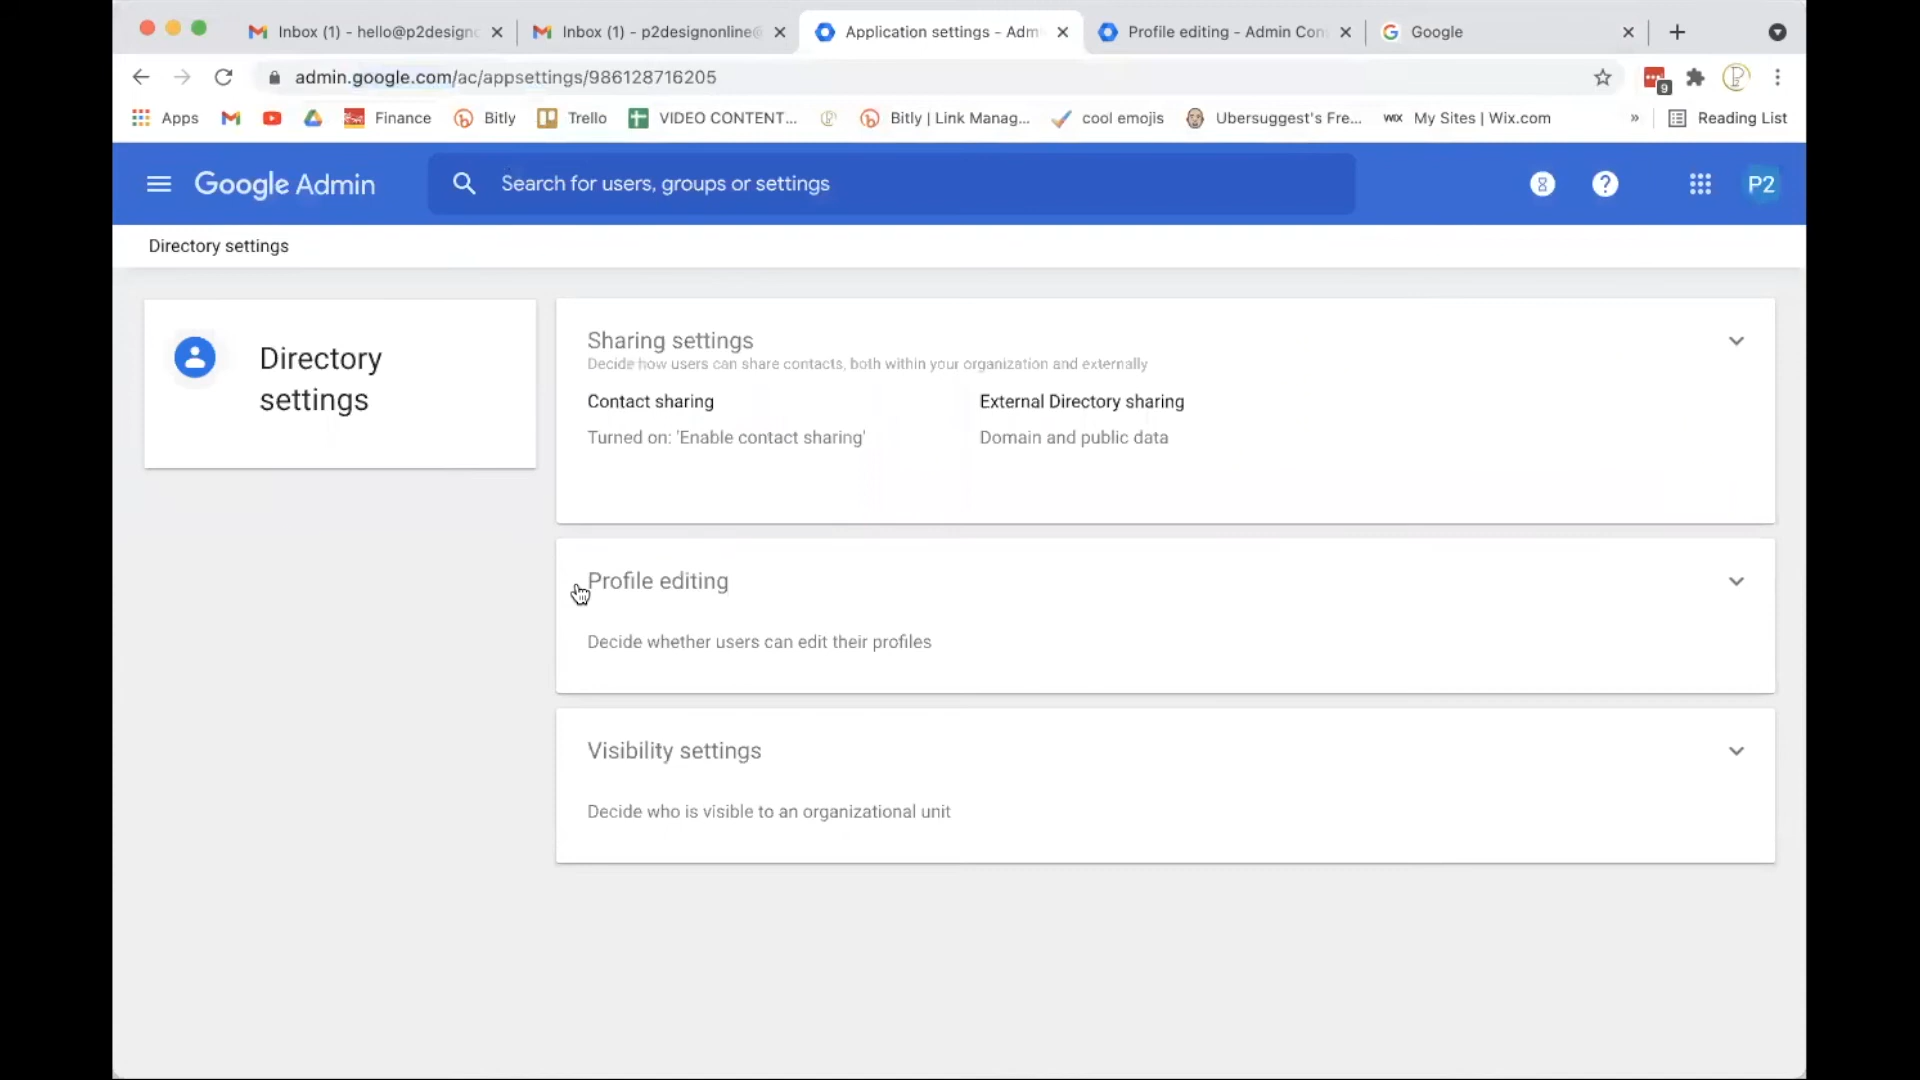 Inbox (1) - hello@p2designo
Inbox (1) - p2designonline@
Application settings - Adm
Profile editing - Admin Con
Google
admin.google.com/ac/appsettings/986128716205
9
Apps
Finance
Bitly
Trello
VIDEO CONTENT...
Bitly | Link Manag...
cool emojis
Ubersuggest's Fre...
WIX My Sites | Wix.com
»
Reading List
Google Admin
Search for users, groups or settings
P2
Directory settings
Directory
settings
Sharing settings
Decide how users can share contacts, both within your organization and externally
Contact sharing
External Directory sharing
Turned on: 'Enable contact sharing'
Domain and public data
Profile editing
Decide whether users can edit their profiles
Visibility settings
Decide who is visible to an organizational unit